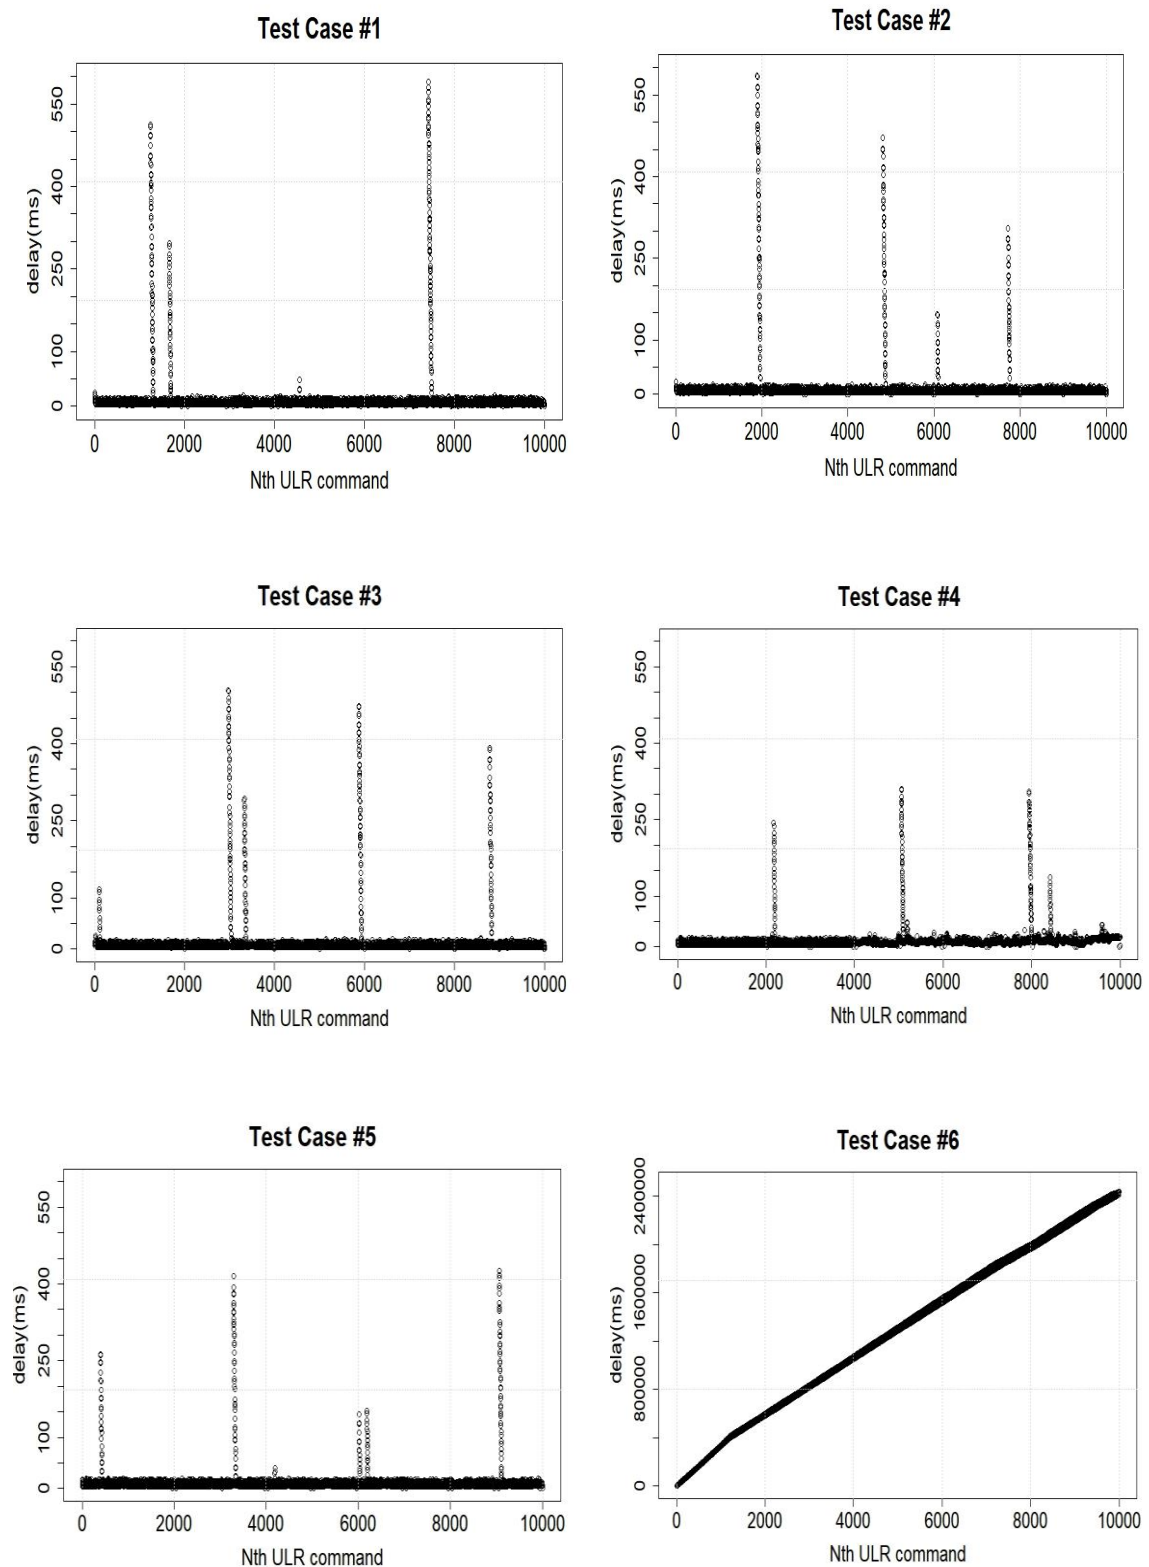 Test Case #1
delay(ms)
550
400
250
100
0
0 2000 4000 6000 8000 10000
Nth ULR command
Test Case #2
delay(ms)
550
400
250
100
0
0 2000 4000 6000 8000 10000
Nth ULR command
Test Case #3
delay(ms)
550
400
250
100
0
0 2000 4000 6000 8000 10000
Nth ULR command
Test Case #4
delay(ms)
550
400
250
100
0
0 2000 4000 6000 8000 10000
Nth ULR command
Test Case #5
delay(ms)
550
400
250
100
0
0 2000 4000 6000 8000 10000
Nth ULR command
Test Case #6
delay(ms)
2400000
1600000
800000
0
0 2000 4000 6000 8000 10000
Nth ULR command